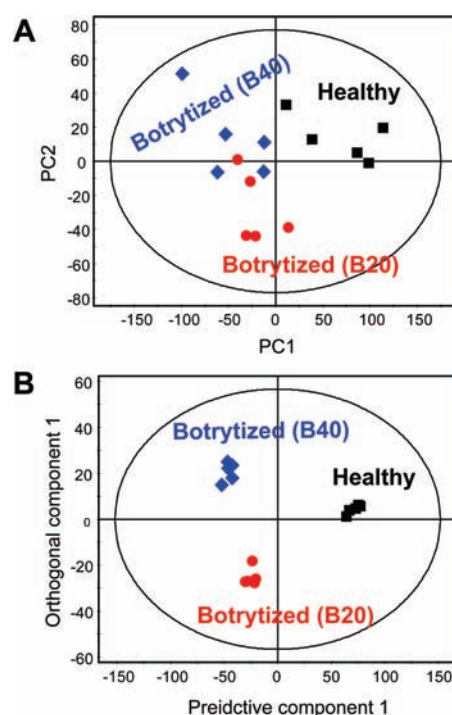 A
60
40
20
0
-20
-40
-60
80
PC2
Botrytized (B40)
Healthy
Botrytized (B20)
-150 -100 -50 0 50 100 150
PC1
B
60
40
20
0
-20
-40
-60
Orthogonal component 1
Botrytized (B40)
Healthy
Botrytized (B20)
-150 -100 -50 0 50 100 150
Preidctive component 1